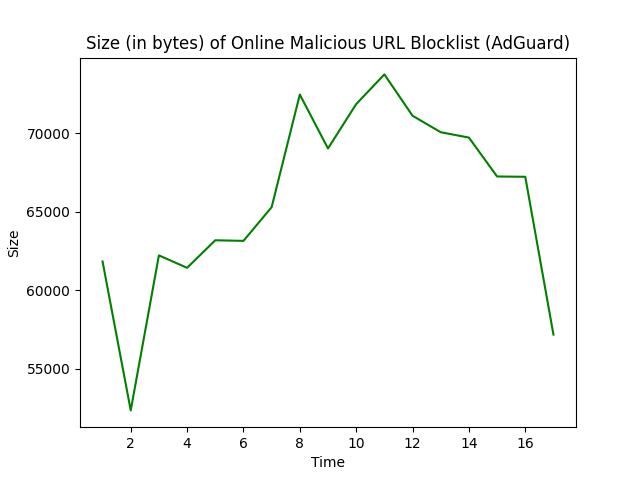 Size (in bytes) of Online Malicious URL Blocklist (AdGuard)
70000
65000
60000
55000
Size
2 4 6 8 10 12 14 16
Time